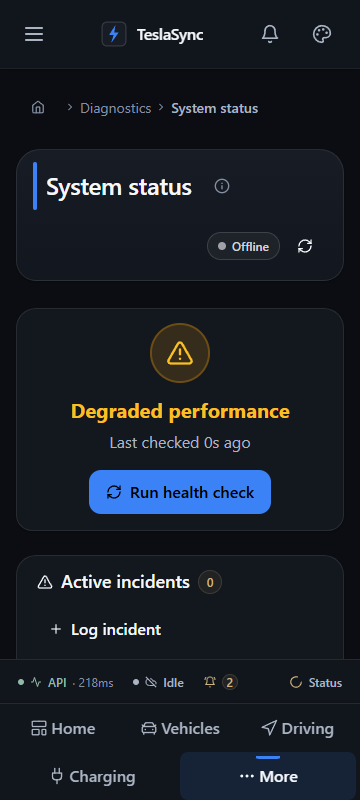 TeslaSync
Diagnostics System status
System status
Offline
Degraded performance
Last checked 0s ago
Run health check
Active incidents 0
+ Log incident
API · 218ms Idle 2 Status
Home Vehicles Driving
Charging ··· More